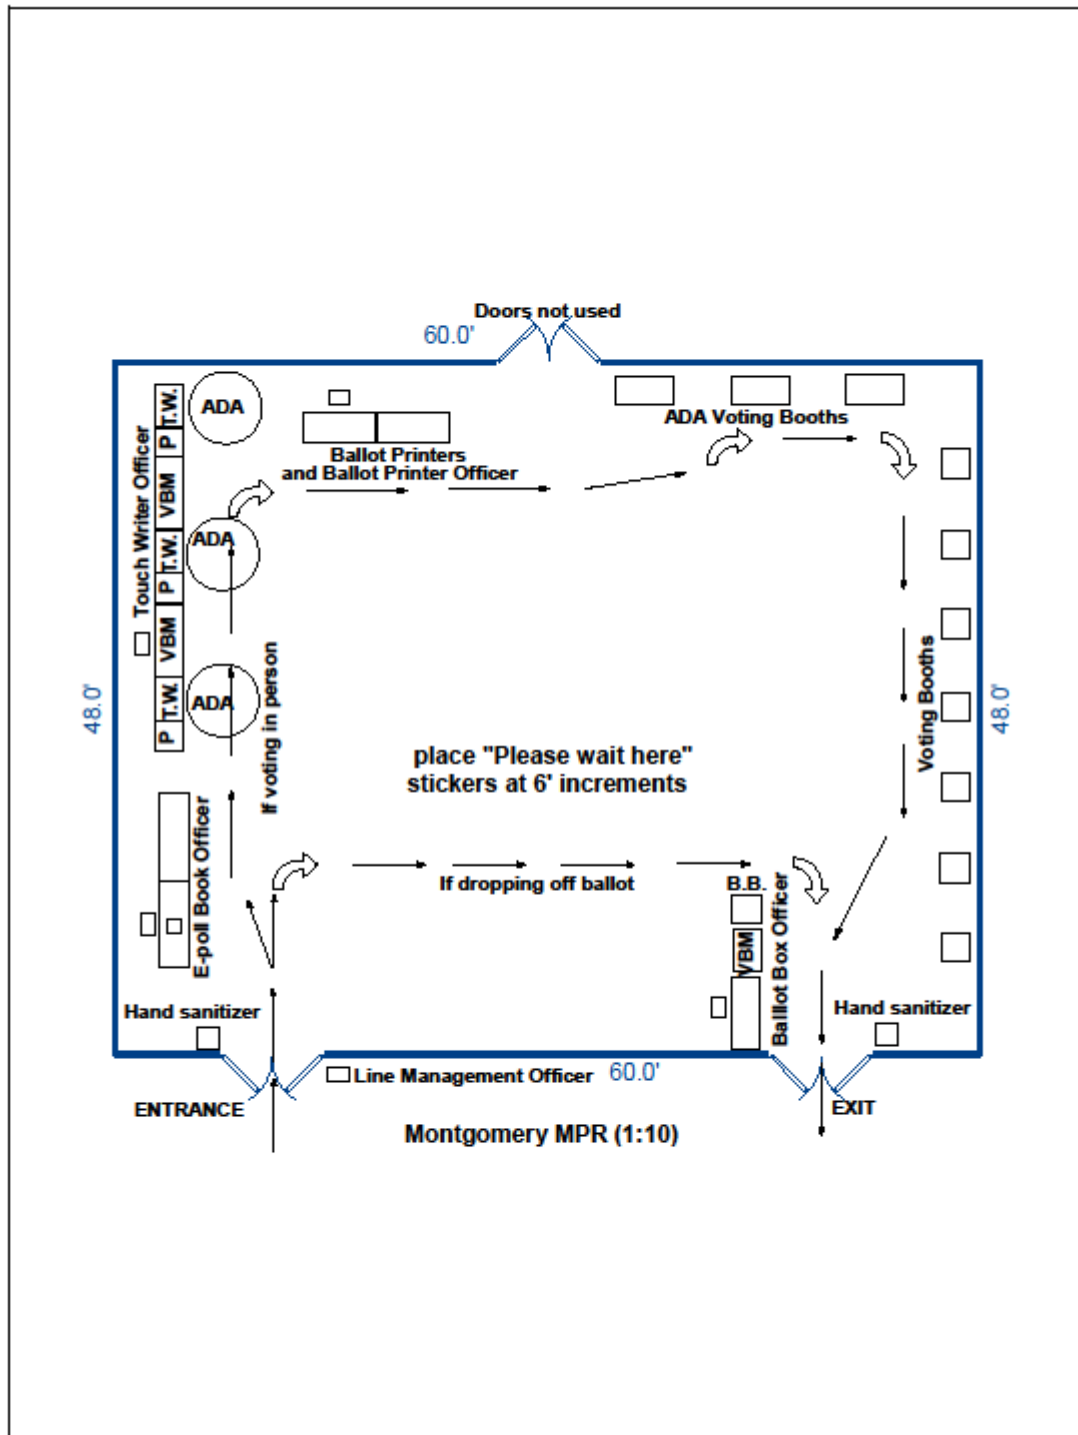 Doors not used
60.0'
ADA
T.W.
P
VBM
T.W.
P
VBM
T.W.
P
Touch Writer Officer
ADA
ADA
Ballot Printers
and Ballot Printer Officer
ADA Voting Booths
Voting Booths
48.0'
48.0'
If voting in person
place "Please wait here"
stickers at 6' increments
E-poll Book Officer
If dropping off ballot
B.B.
VBM
Balllot Box Officer
Hand sanitizer
Hand sanitizer
Line Management Officer
60.0'
ENTRANCE
EXIT
Montgomery MPR (1:10)